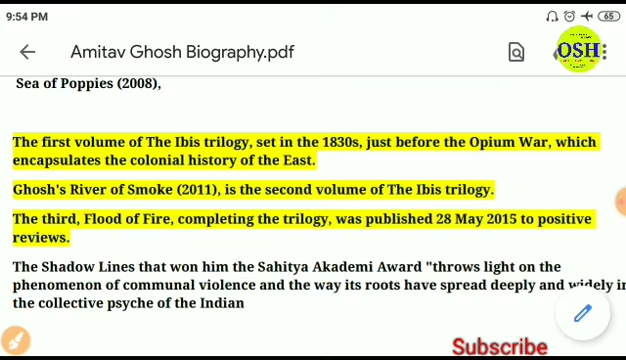 9:54 PM
65
Amitav Ghosh Biography.pdf
OSH
Sea of Poppies (2008),
The first volume of The Ibis trilogy, set in the 1830s, just before the Opium War, which
encapsulates the colonial history of the East.
Ghosh's River of Smoke (2011), is the second volume of The Ibis trilogy.
The third, Flood of Fire, completing the trilogy, was published 28 May 2015 to positive
reviews.
The Shadow Lines that won him the Sahitya Akademi Award "throws light on the
phenomenon of communal violence and the way its roots have spread deeply and widely in
the collective psyche of the Indian
Subscribe